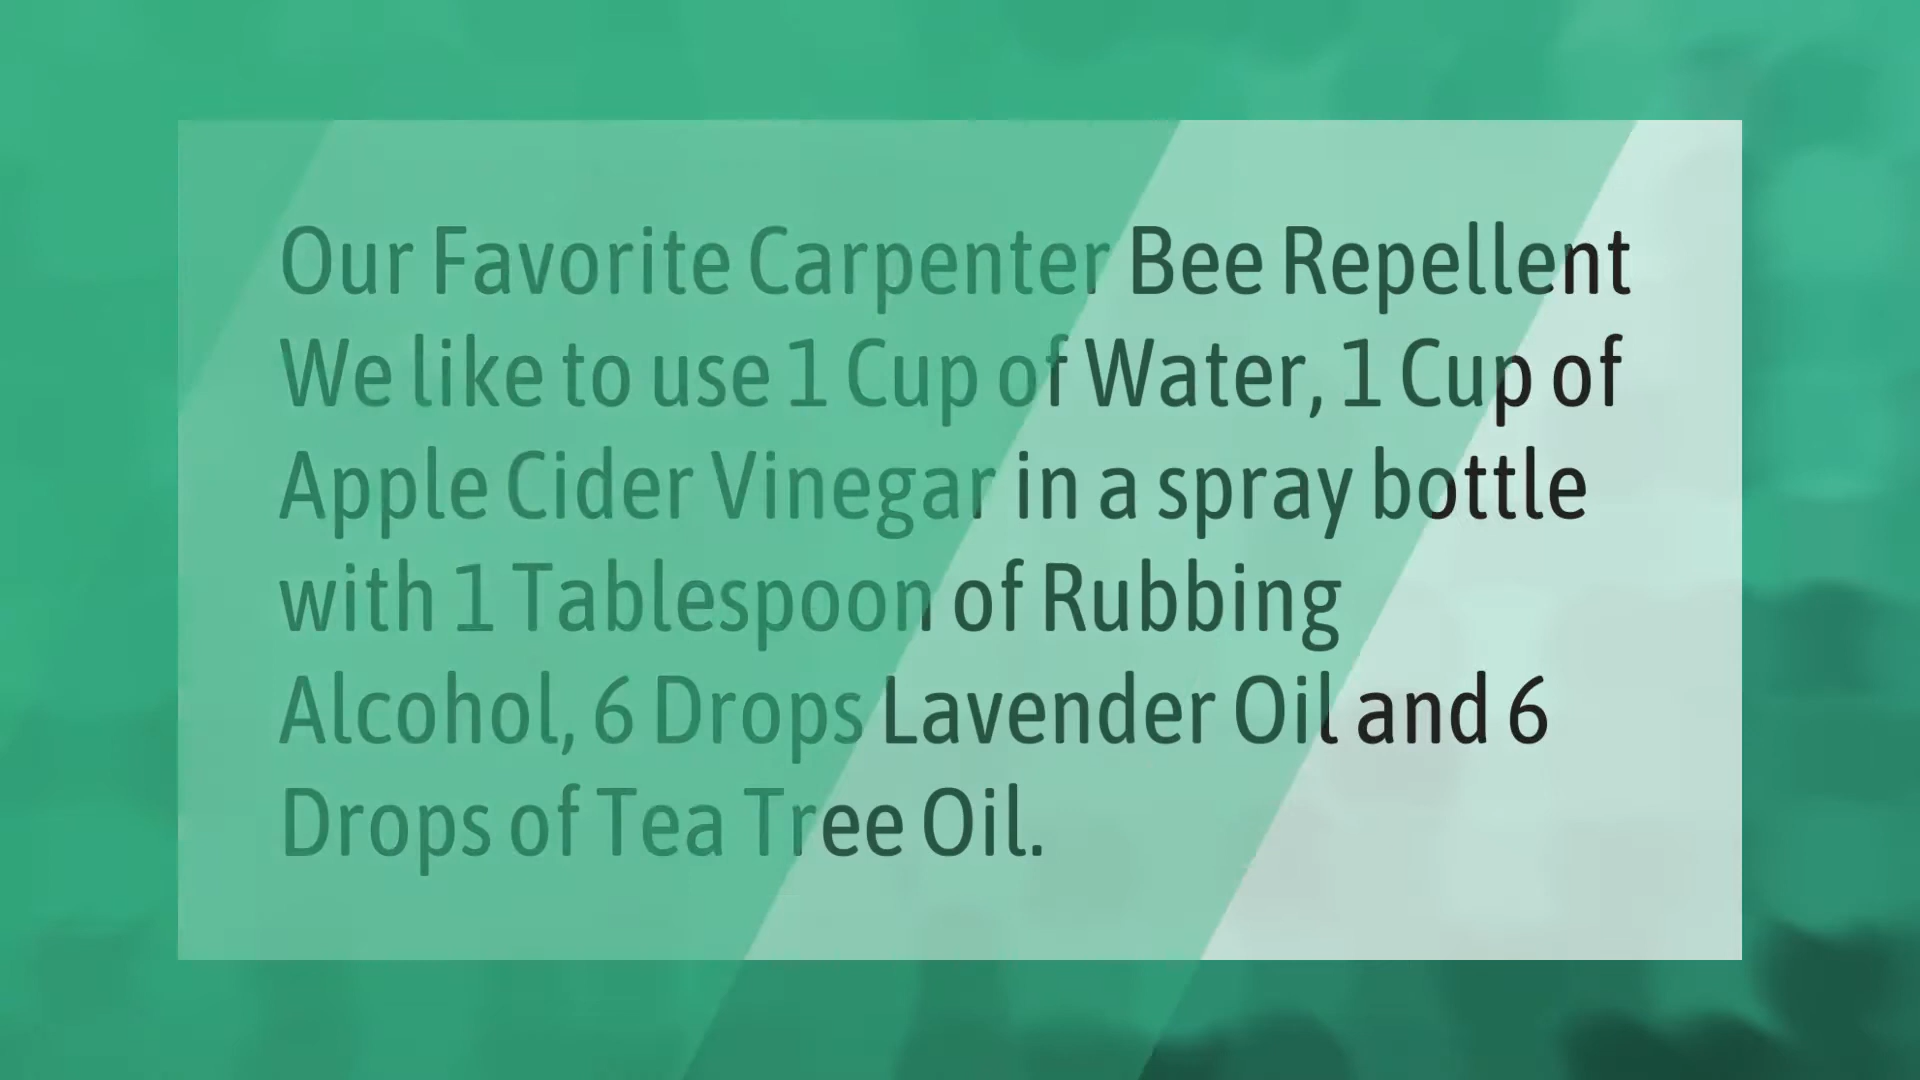 Our Favorite Carpenter Bee Repellent
We like to use 1 Cup of Water, 1 Cup of
Apple Cider Vinegar in a spray bottle
with 1 Tablespoon of Rubbing
Alcohol, 6 Drops Lavender Oil and 6
Drops of Tea Tree Oil.